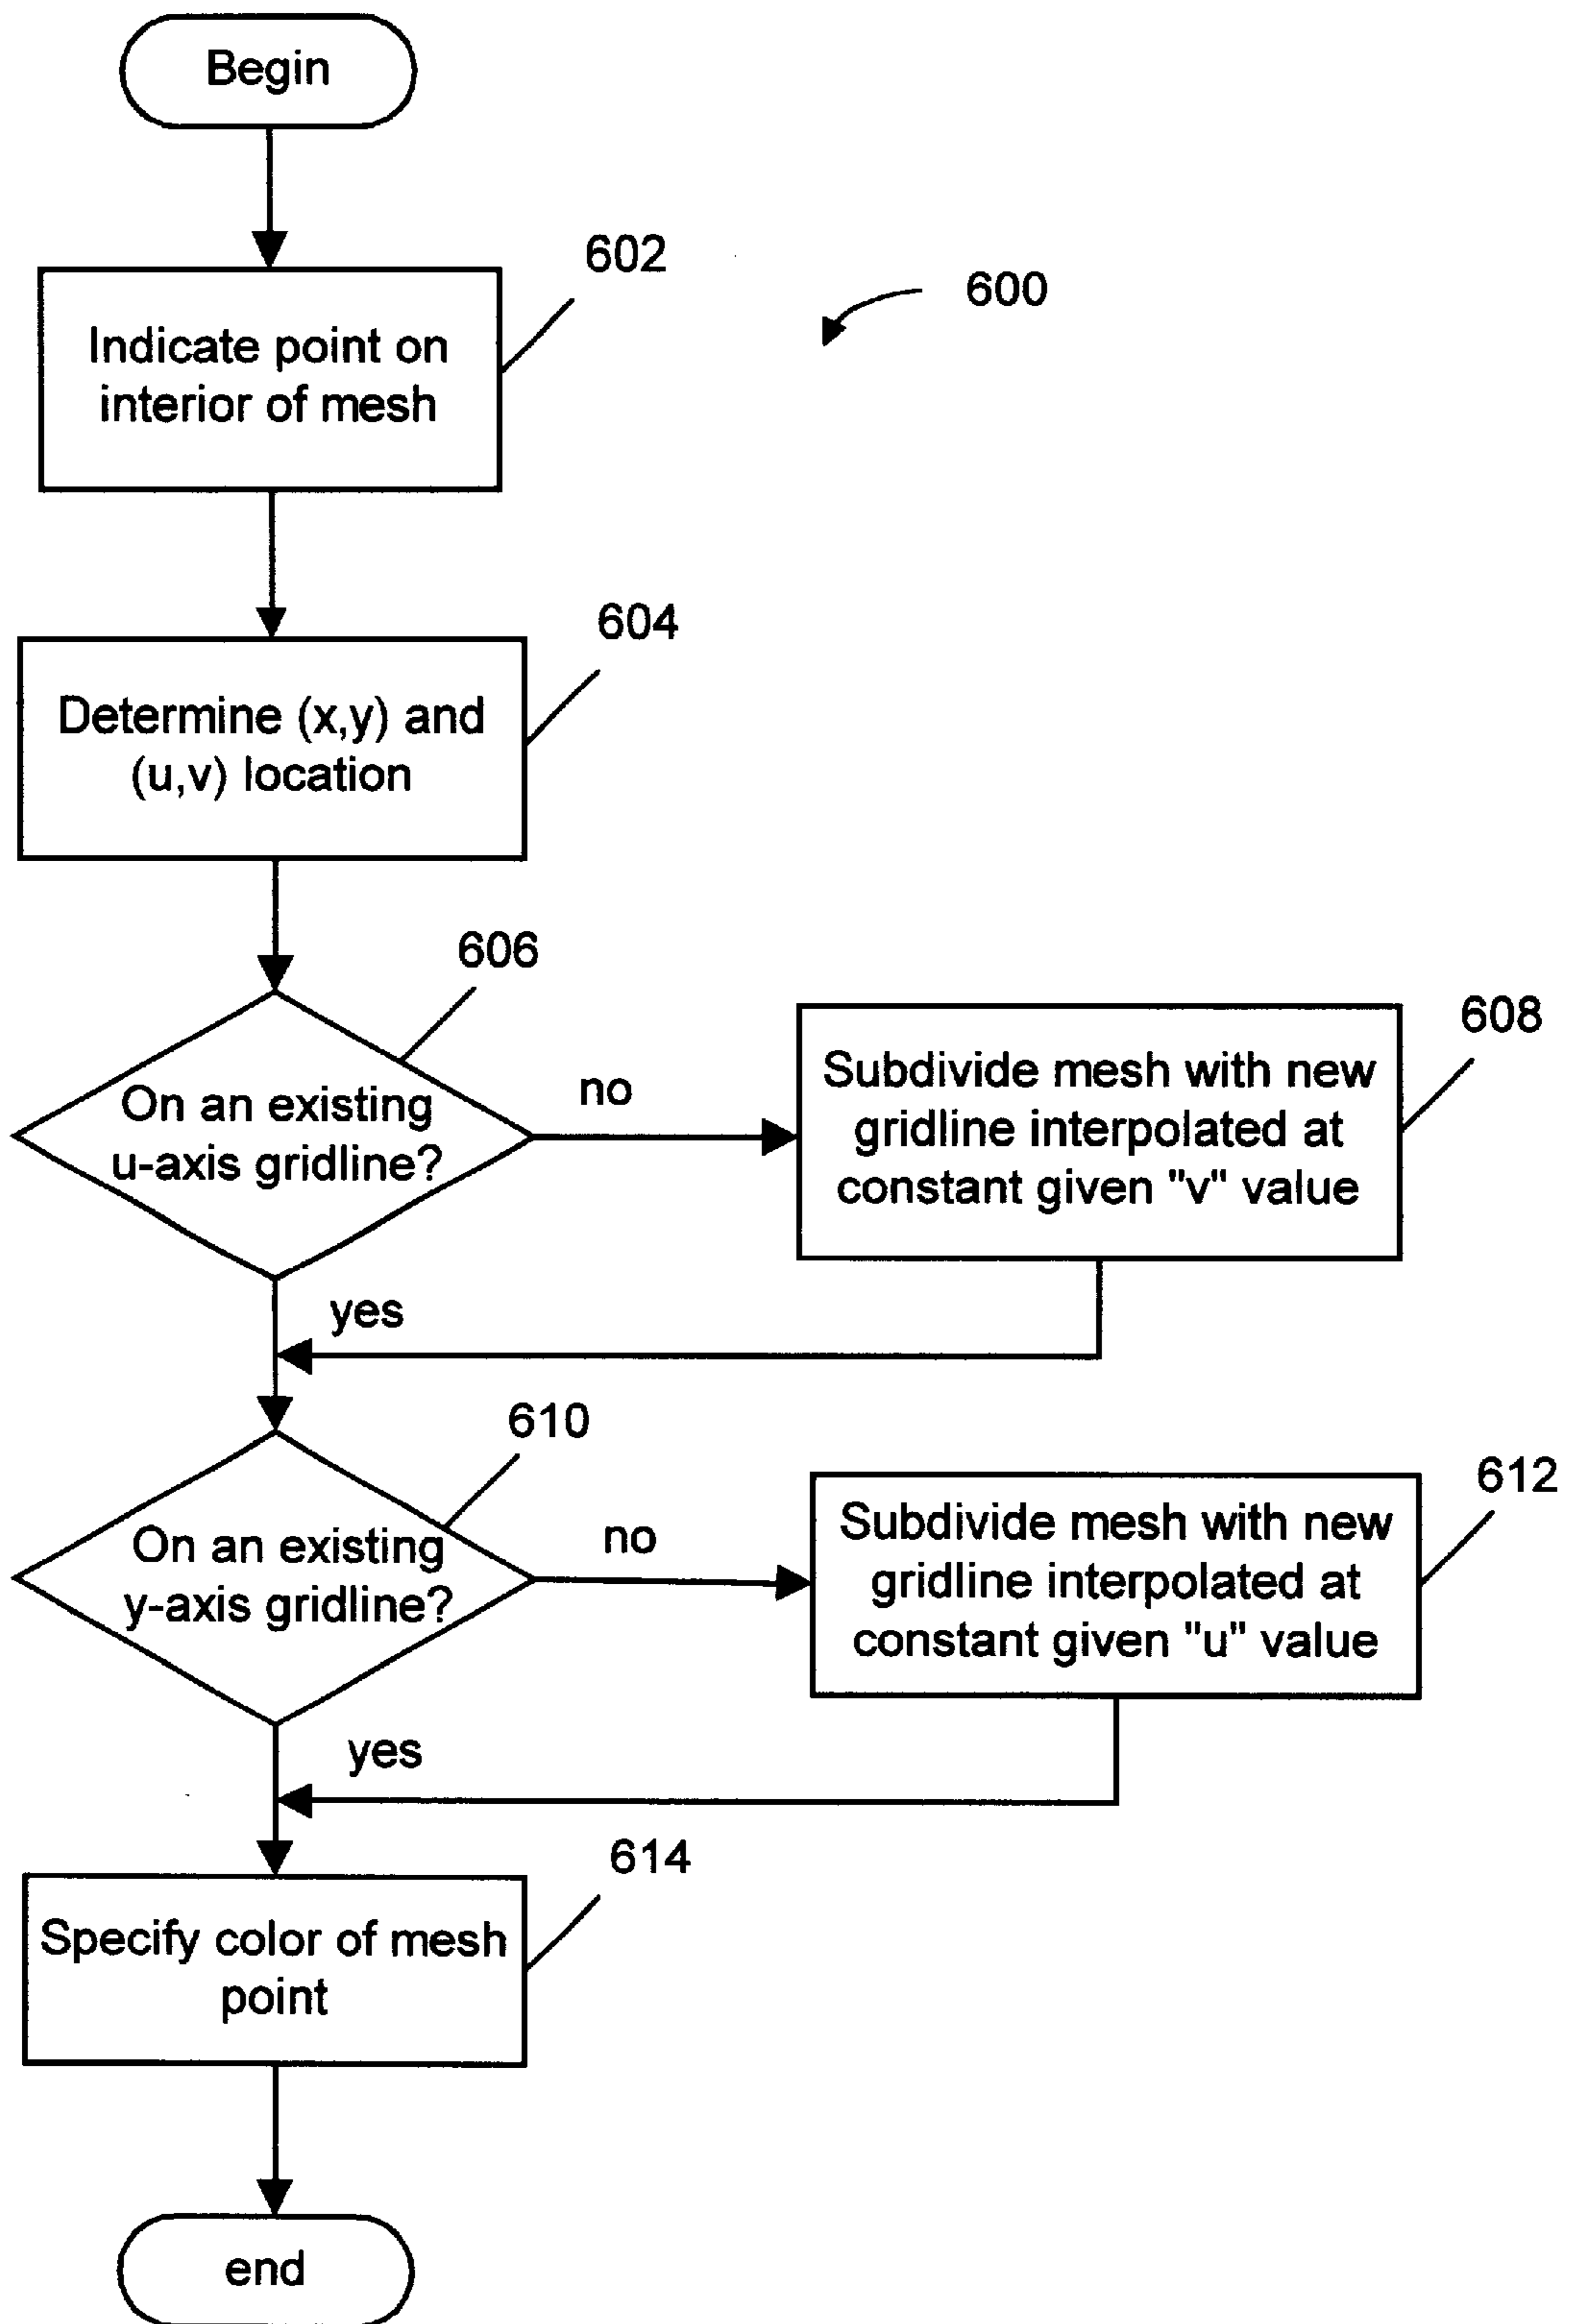 Begin
602
600
Indicate point on
interior of mesh
604
Determine (x,y) and
(u,v) location
606
608
On an existing
u-axis gridline?
no
Subdivide mesh with new
gridline interpolated at
constant given "v" value
yes
610
612
On an existing
y-axis gridline?
no
Subdivide mesh with new
gridline interpolated at
constant given "u" value
yes
614
Specify color of mesh
point
end